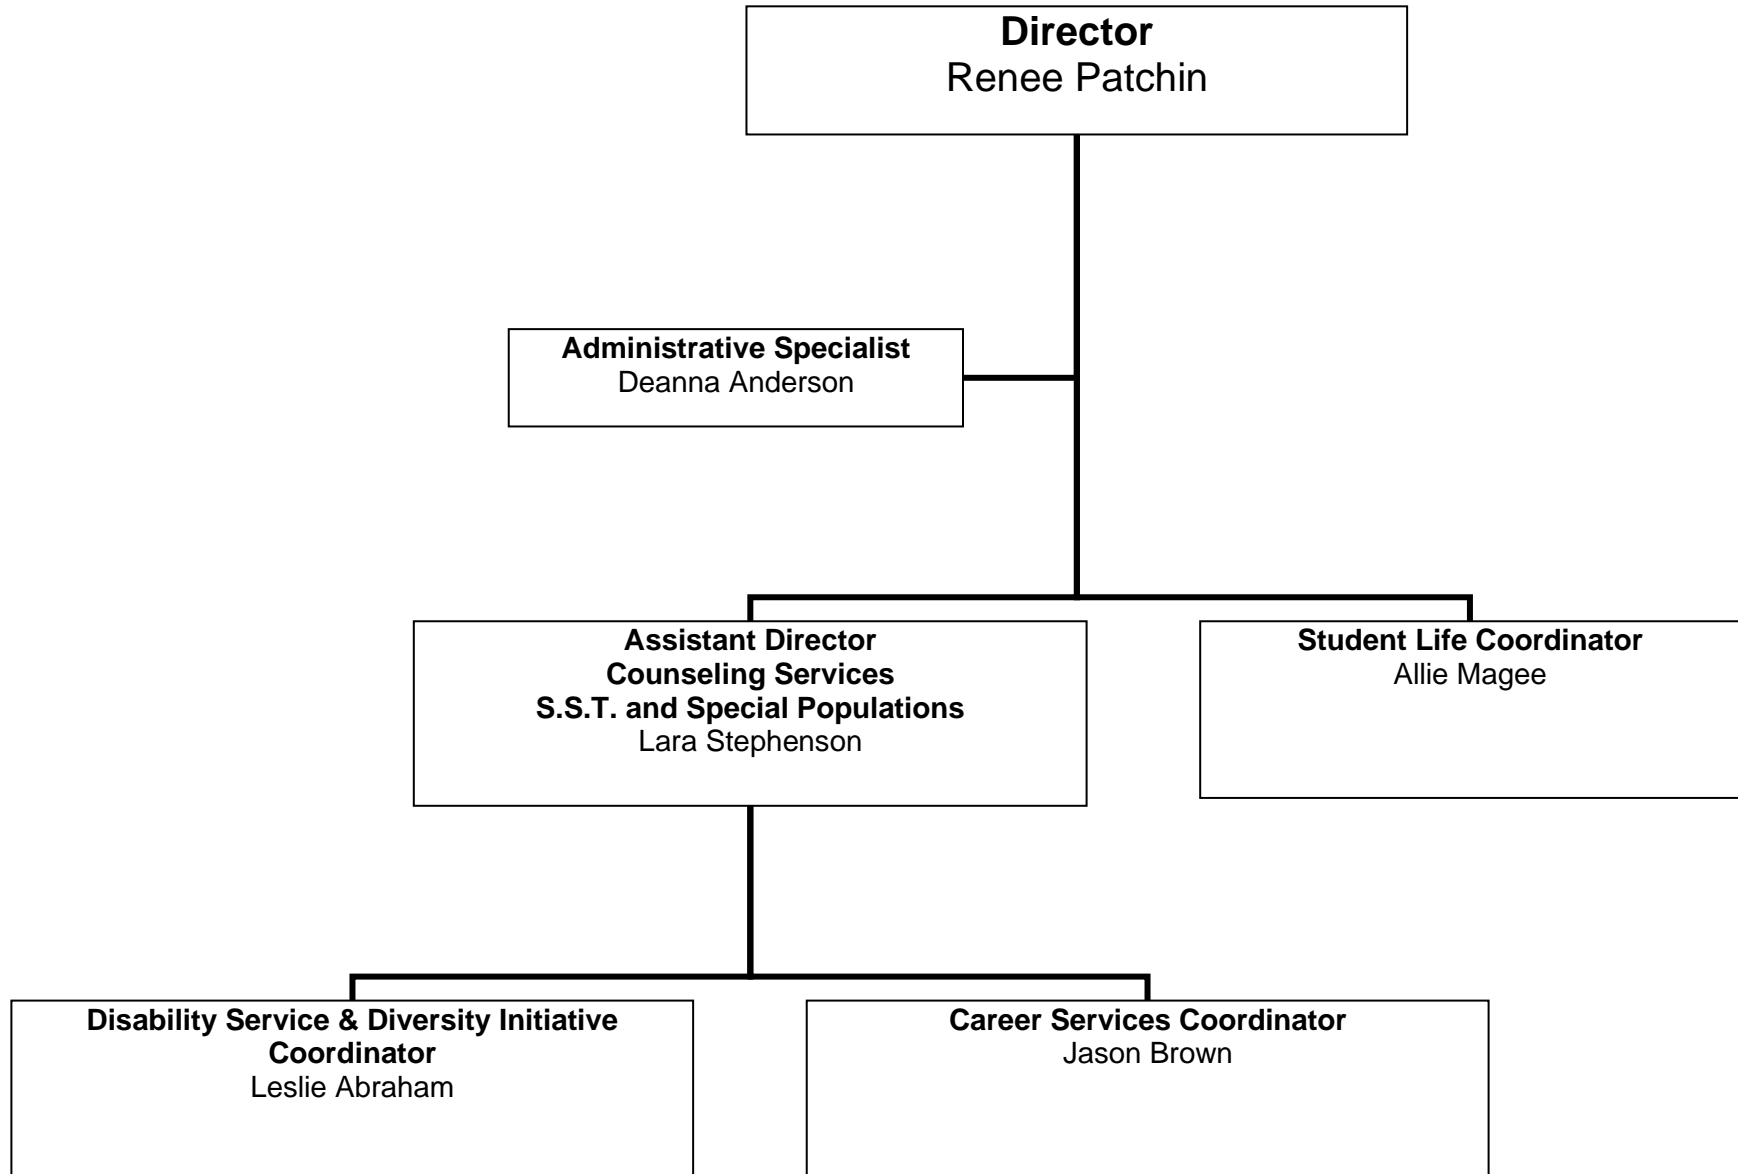 Director
Renee Patchin
Administrative Specialist
Deanna Anderson
Assistant Director
Counseling Services
S.S.T. and Special Populations
Lara Stephenson
Student Life Coordinator
Allie Magee
Disability Service & Diversity Initiative
Coordinator
Leslie Abraham
Career Services Coordinator
Jason Brown